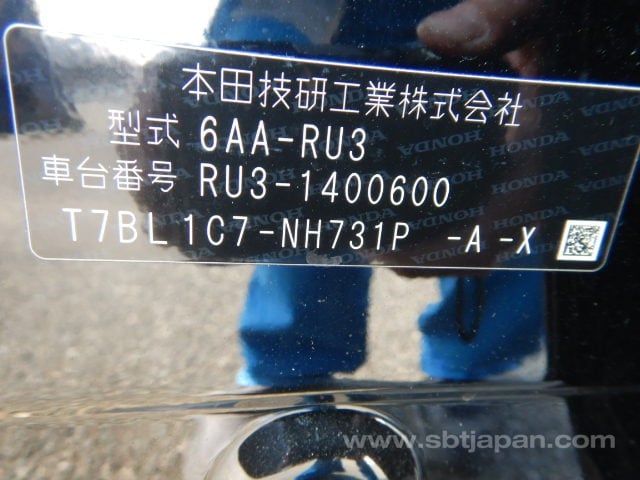 本田技研工業株式会社
型式 6AA-RU3
車台番号 RU3-1400600
T7BL1C7-NH731P -A -X
www.sbtjapan.com